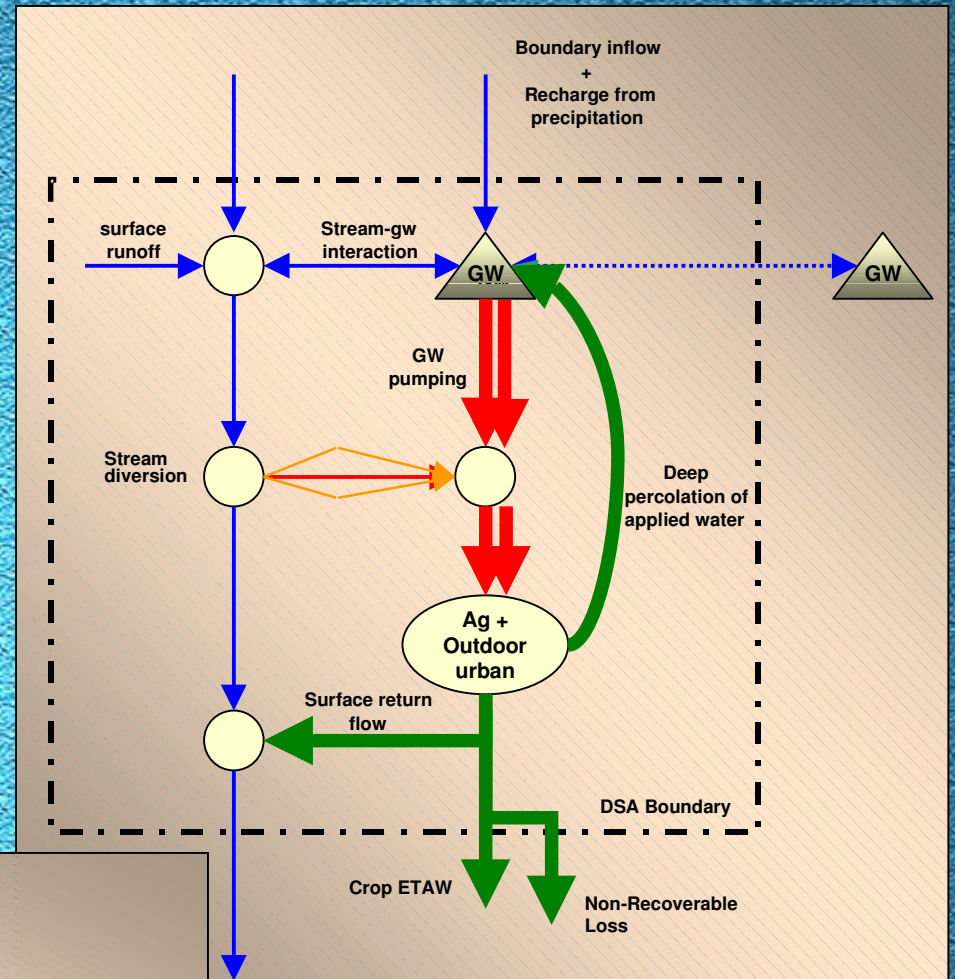 Boundary inflow
+
Recharge from
precipitation
surface
runoff
Stream-gw
interaction
GW
GW
GW
pumping
Stream
diversion
Deep
percolation of
applied water
Ag +
Outdoor
urban
Surface return
flow
DSA Boundary
Crop ETAW
Non-Recoverable
Loss